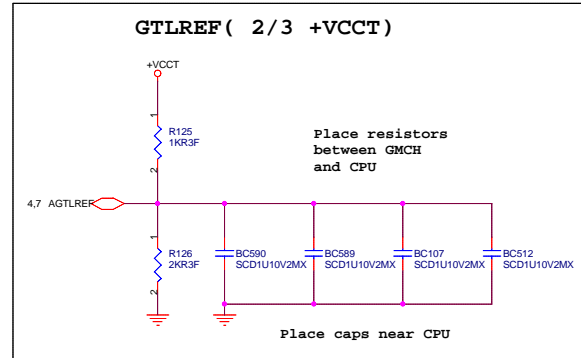 GTLREF( 2/3 +VCCT)
+VCCT
1
R125
1KR3F
2
Place resistors
between GMCH
and CPU
4,7 AGTLREF
1
R126
2KR3F
2
BC590
SCD1U10V2MX
BC589
SCD1U10V2MX
BC107
SCD1U10V2MX
BC512
SCD1U10V2MX
Place caps near CPU